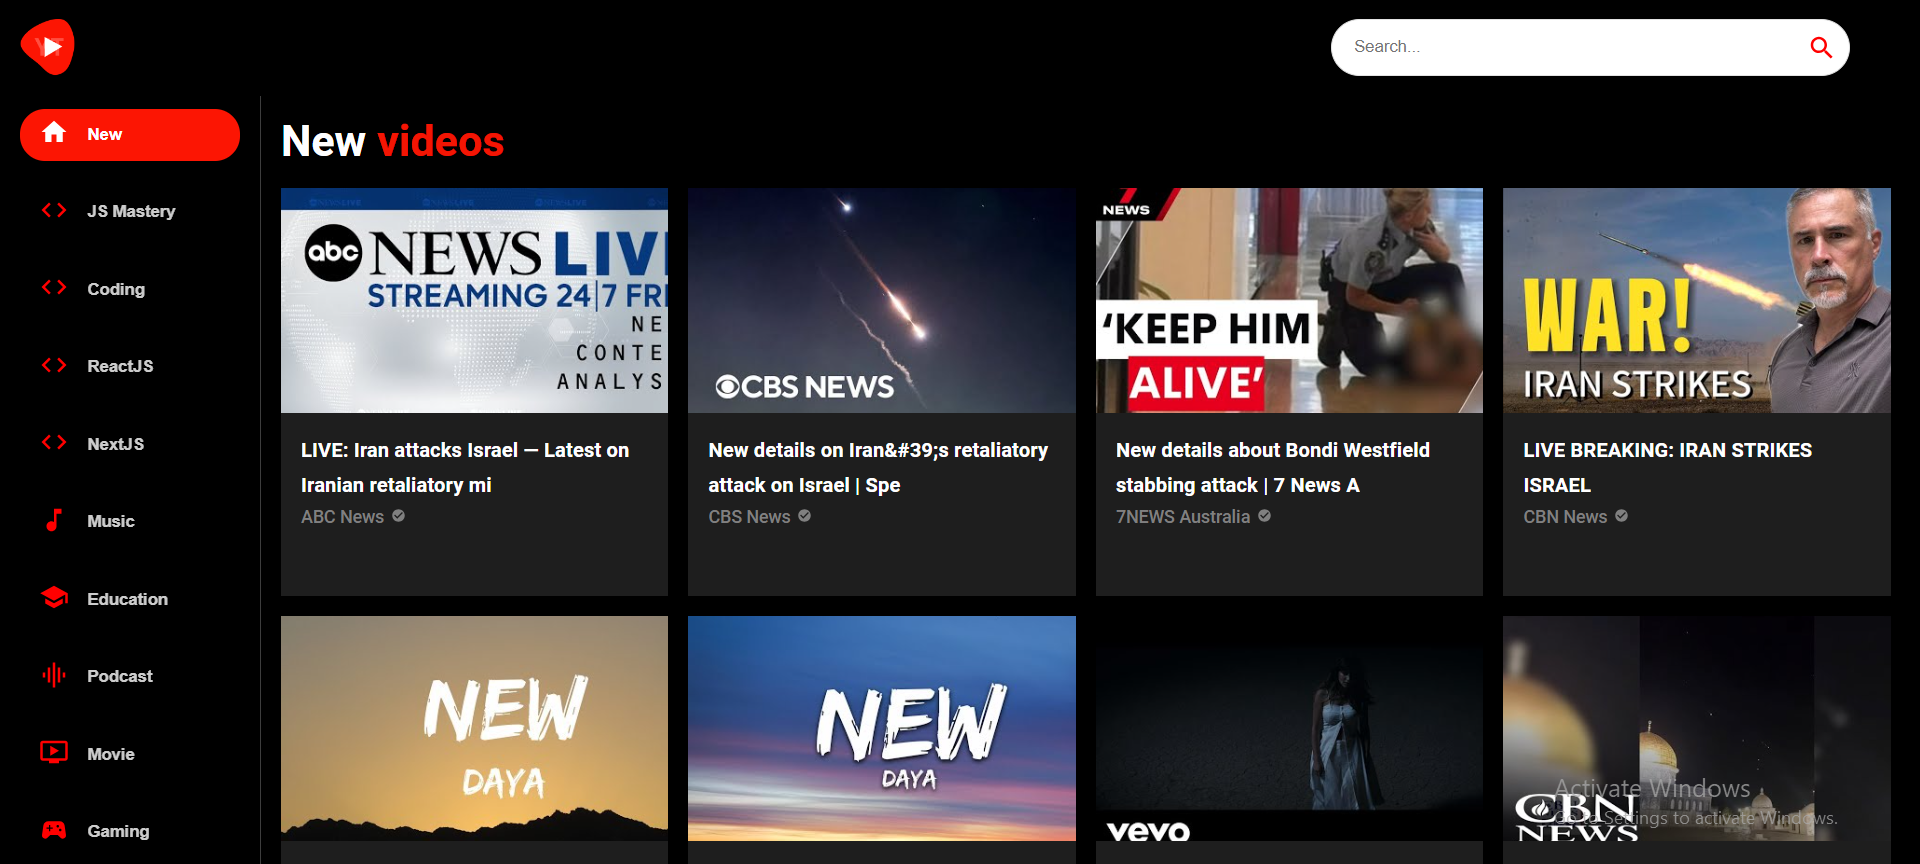 YT
Search...
New
JS Mastery
Coding
ReactJS
NextJS
Music
Education
Podcast
Movie
Gaming
New videos
abc NEWS LIVE
STREAMING 24|7 FR
NE
CONTE
ANALYS
LIVE: Iran attacks Israel — Latest on
Iranian retaliatory mi
ABC News
CBS NEWS
New details on Iran&#39;s retaliatory
attack on Israel | Spe
CBS News
7
NEWS
'KEEP HIM
ALIVE'
New details about Bondi Westfield
stabbing attack | 7 News A
7NEWS Australia
WAR!
IRAN STRIKES
LIVE BREAKING: IRAN STRIKES
ISRAEL
CBN News
NEW
DAYA
NEW
DAYA
vevo
CBN
NEWS
Activate Windows
Go to Settings to activate Windows.